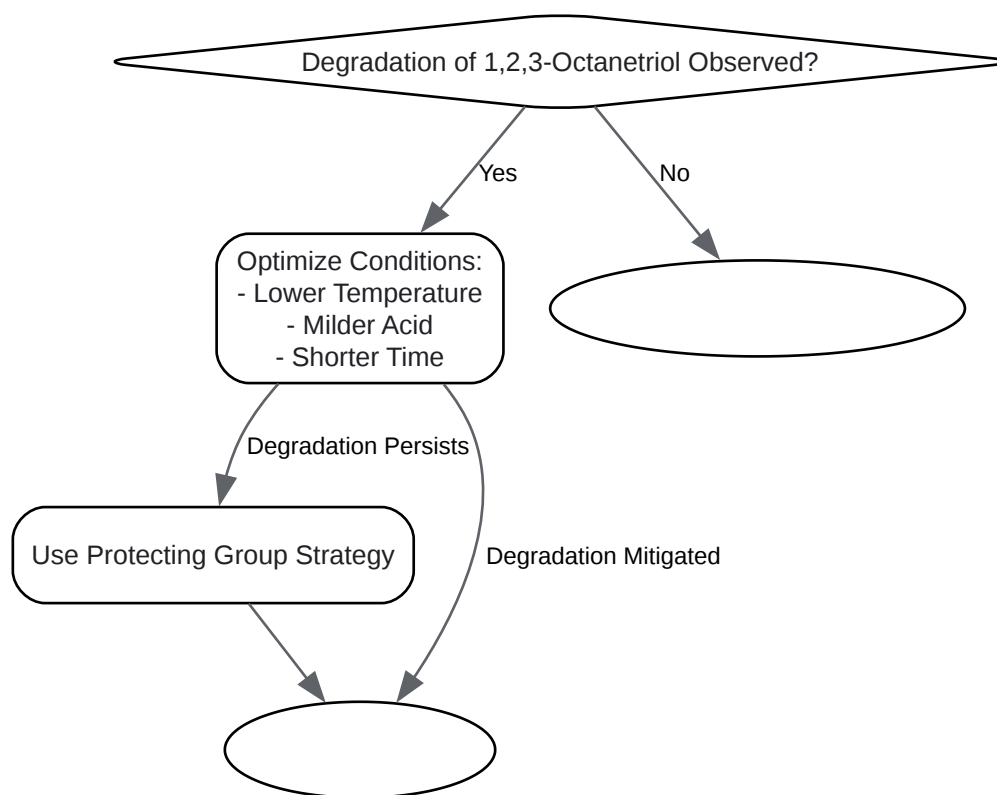 Degradation of 1,2,3-Octanetriol Observed?
Yes
No
Optimize Conditions:
- Lower Temperature
- Milder Acid
- Shorter Time
Degradation Persists
Use Protecting Group Strategy
Degradation Mitigated